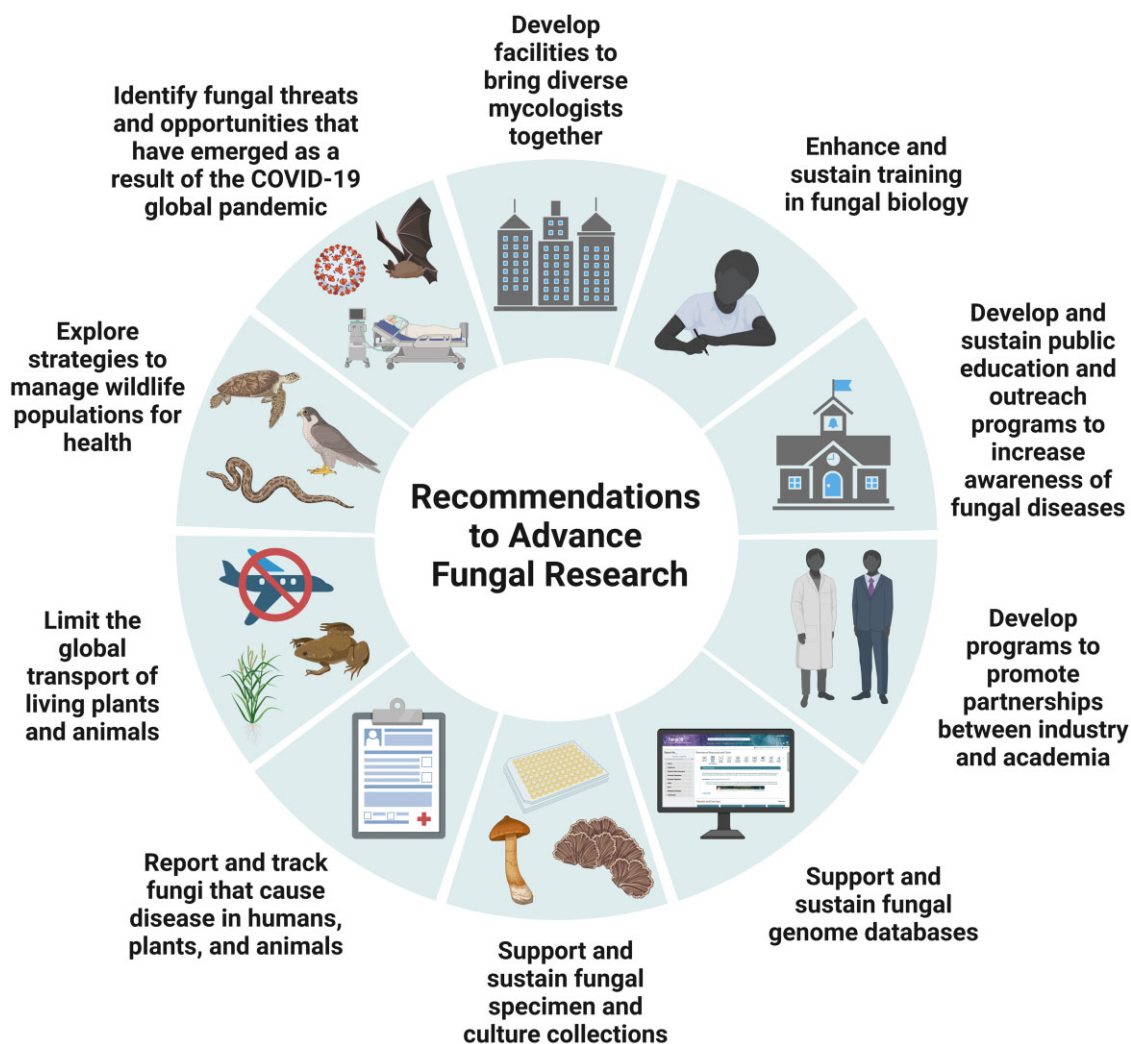 Develop
facilities to
bring diverse
mycologists
together
Enhance and
sustain training
in fungal biology
Develop and
sustain public
education and
outreach
programs to
increase
awareness of
fungal diseases
Develop
programs to
promote
partnerships
between industry
and academia
Support and
sustain fungal
genome databases
Support and
sustain fungal
specimen and
culture collections
Report and track
fungi that cause
disease in humans,
plants, and animals
Limit the
global
transport of
living plants
and animals
Explore
strategies to
manage wildlife
populations for
health
Identify fungal threats
and opportunities that
have emerged as a
result of the COVID-19
global pandemic
Recommendations
to Advance
Fungal Research